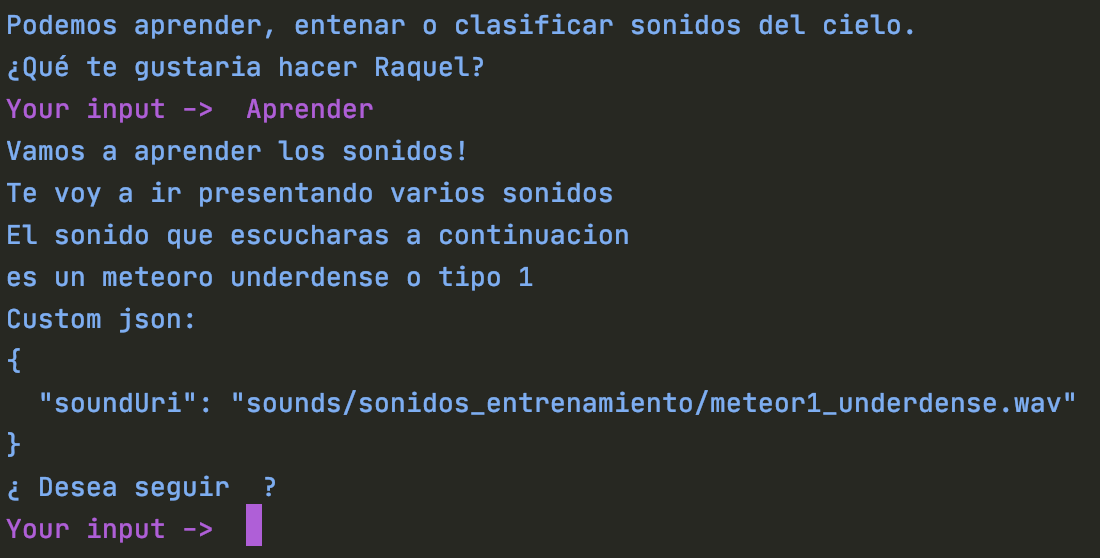 Podemos aprender, entenar o clasificar sonidos del cielo.
¿Qué te gustaria hacer Raquel?
Your input ->  Aprender
Vamos a aprender los sonidos!
Te voy a ir presentando varios sonidos
El sonido que escucharas a continuacion
es un meteoro underdense o tipo 1
Custom json:
{
  "soundUri": "sounds/sonidos_entrenamiento/meteor1_underdense.wav"
}
¿ Desea seguir  ?
Your input ->